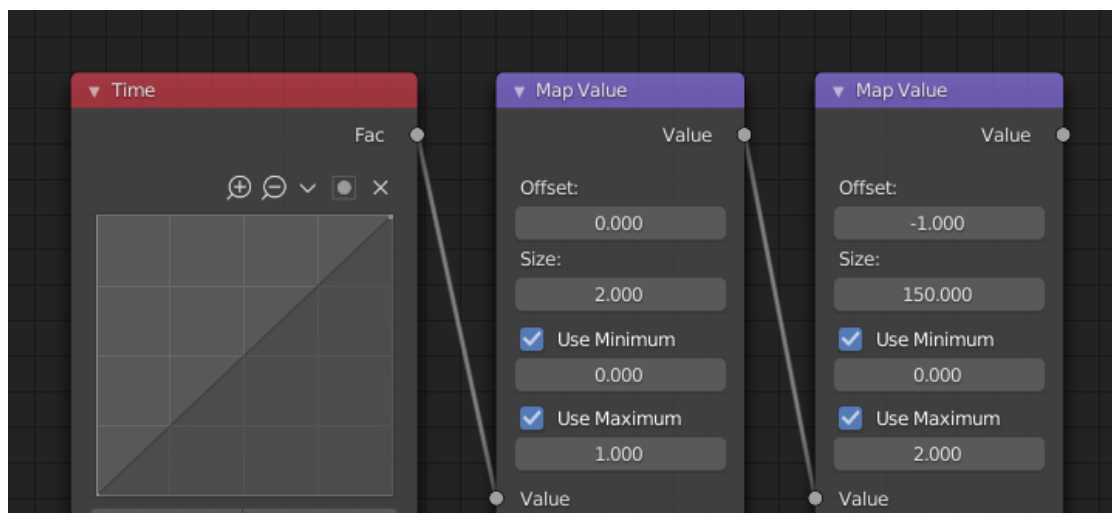 Time
Fac
Map Value
Value
Offset:
0.000
Size:
2.000
Use Minimum
0.000
Use Maximum
1.000
Value
Map Value
Value
Offset:
-1.000
Size:
150.000
Use Minimum
0.000
Use Maximum
2.000
Value